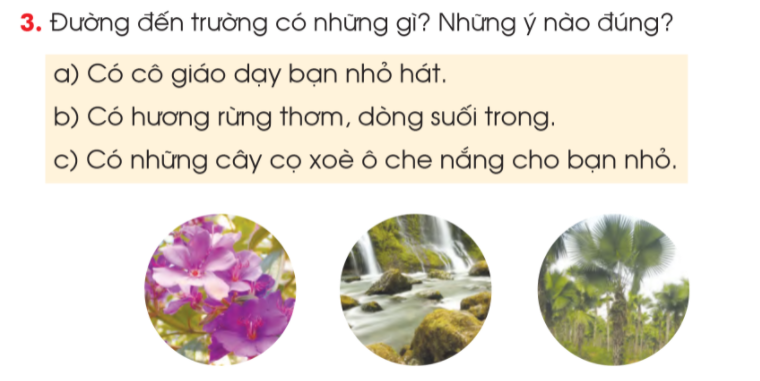 3. Đường đến trường có những gì? Những ý nào đúng?
a) Có cô giáo dạy bạn nhỏ hát.
b) Có hương rừng thơm, dòng suối trong.
c) Có những cây cọ xoè ô che nắng cho bạn nhỏ.